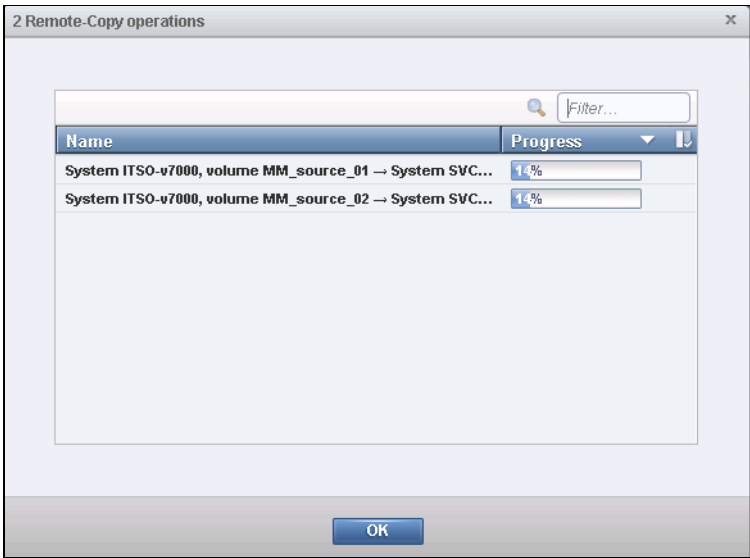 2 Remote-Copy operations x
Filter...
Name Progress
System ITSO-v7000, volume MM_source_01 → System SVC... 14%
System ITSO-v7000, volume MM_source_02 → System SVC... 14%
OK